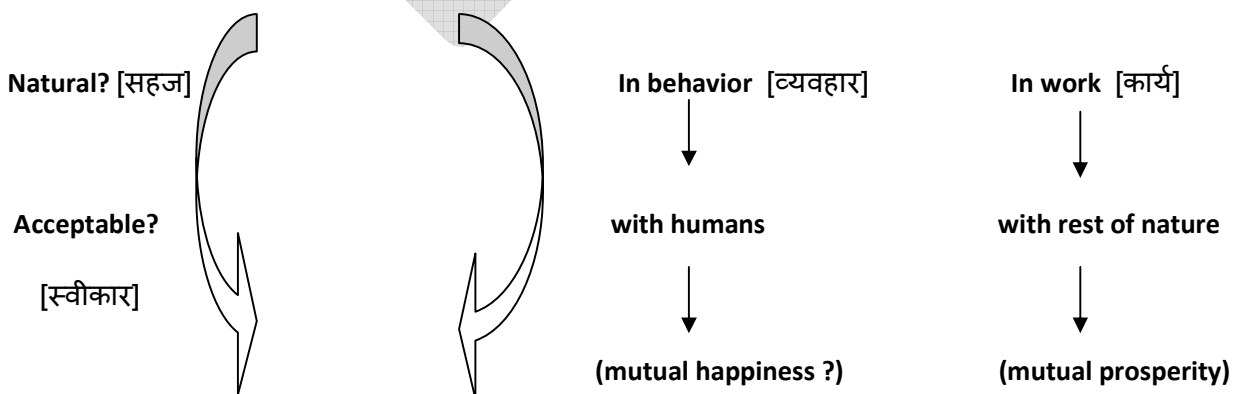 Natural? [सहज] In behavior [व्यवहार] In work [कार्य]
Acceptable? with humans with rest of nature
[स्वीकार]
(mutual happiness ?) (mutual prosperity)